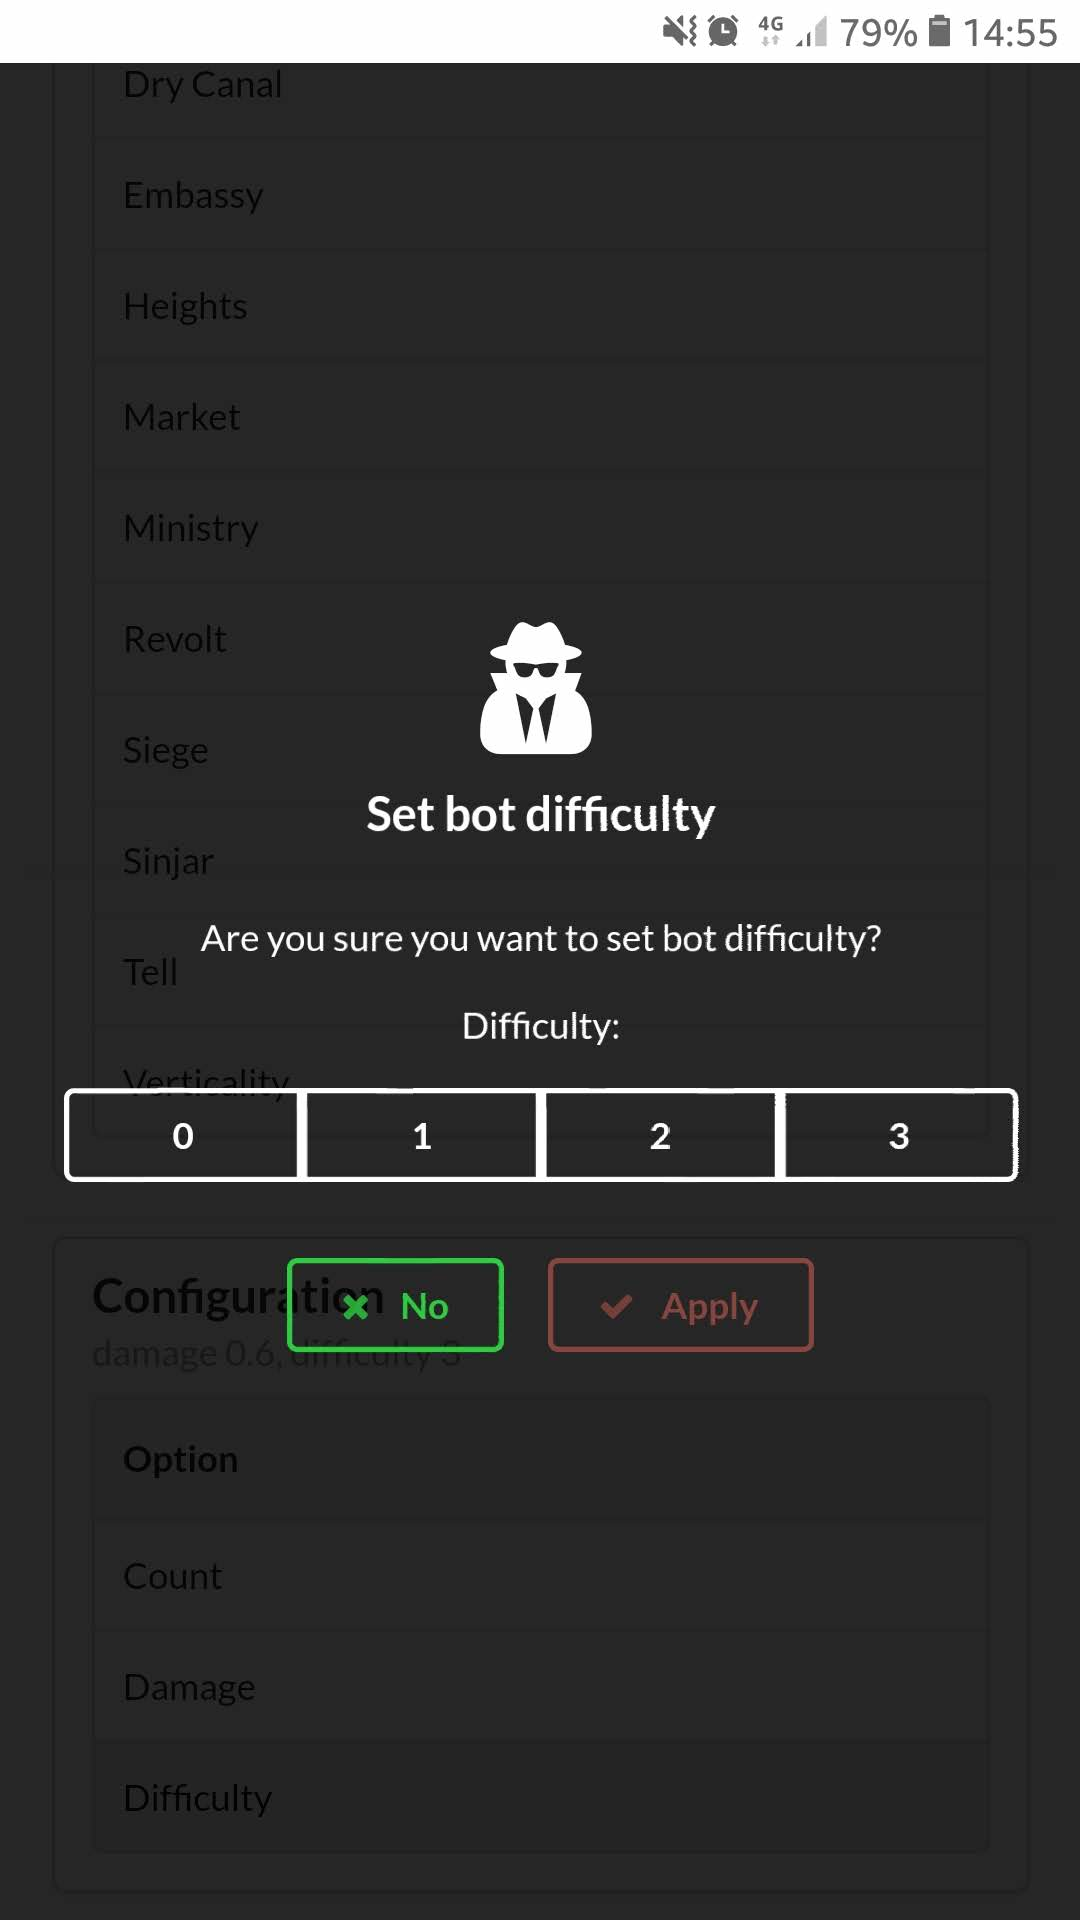 4G 79% 14:55
Dry Canal
Embassy
Heights
Market
Ministry
Revolt
Siege
Set bot difficulty
Sinjar
Are you sure you want to set bot difficulty?
Tell
Difficulty:
Verticality
0 1 2 3
Configuration
No Apply
damage 0.6, difficulty 3
Option
Count
Damage
Difficulty